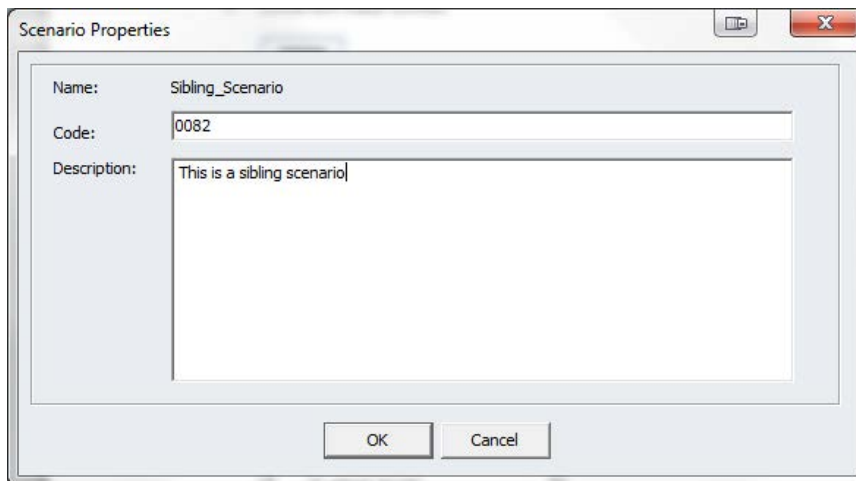 Scenario Properties
Name: Sibling_Scenario
Code: 0082
Description: This is a sibling scenario
OK Cancel